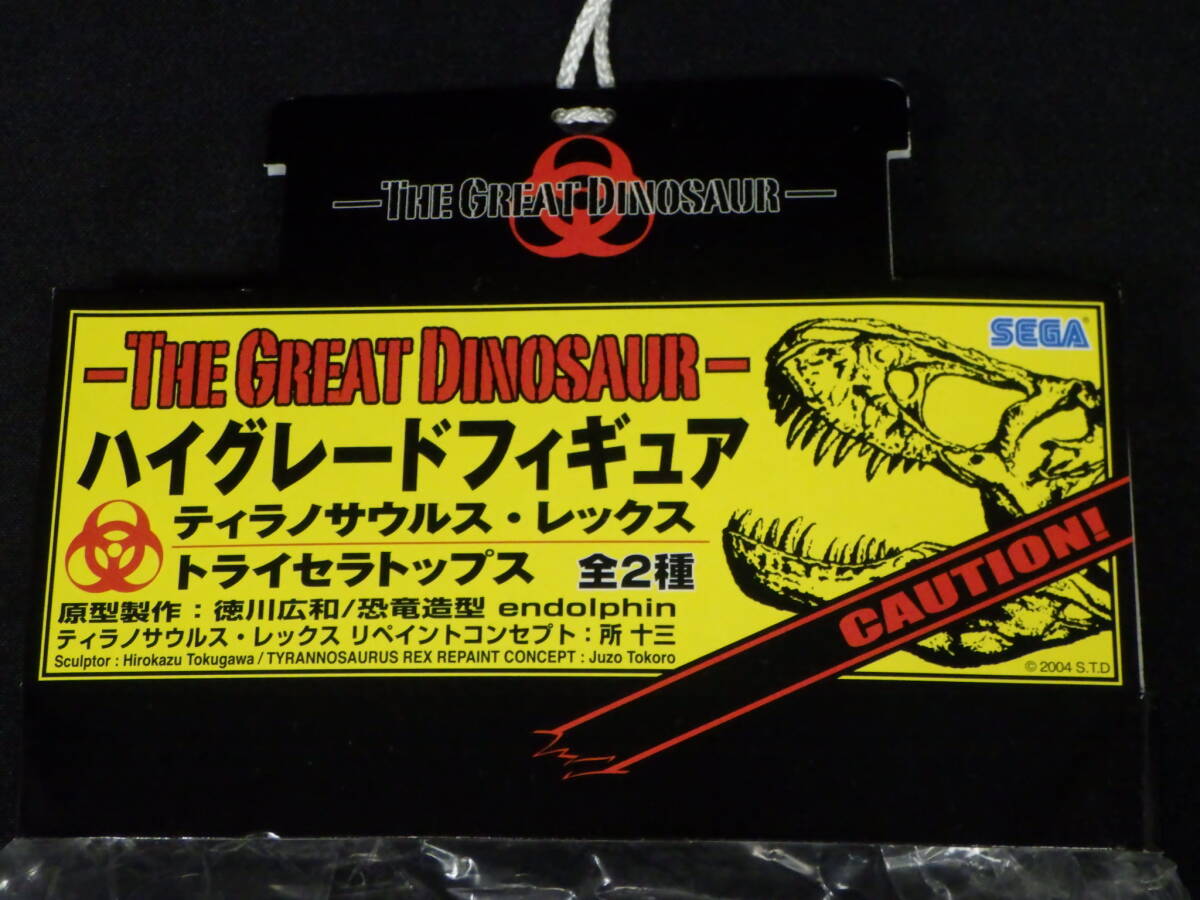 —THE GREAT DINOSAUR—
SEGA
—THE GREAT DINOSAUR—
ハイグレードフィギュア
ティラノサウルス・レックス
トライセラトップス 全2種
原型製作：徳川広和/恐竜造型 endolphin
ティラノサウルス・レックス リペイントコンセプト：所 十三
Sculptor : Hirokazu Tokugawa / TYRANNOSAURUS REX REPAINT CONCEPT : Juzo Tokoro
CAUTION!
© 2004 S.T.D